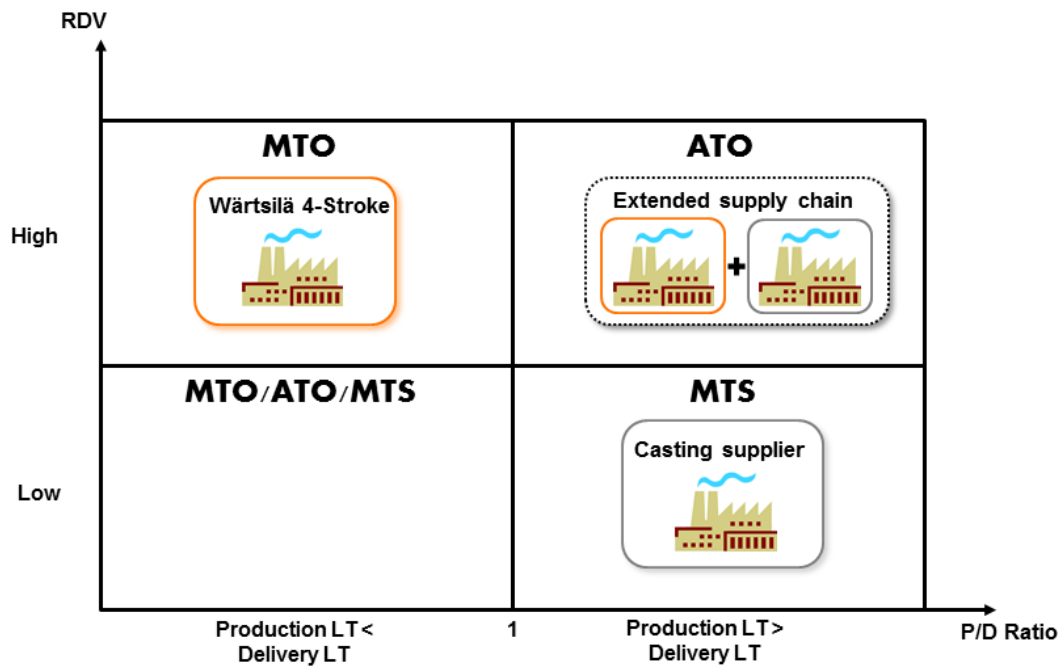 RDV
MTO
ATO
Wärtsilä 4-Stroke
Extended supply chain
High
+
MTO/ATO/MTS
MTS
Casting supplier
Low
Production LT<
Delivery LT
1
Production LT>
Delivery LT
P/D Ratio